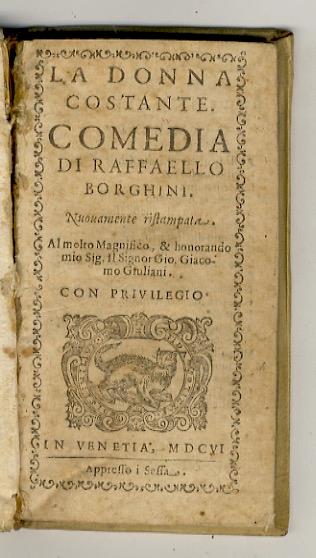 LA DONNA
COSTANTE.
COMEDIA
DI RAFFAELLO
BORGHINI.
Nuouamente ristampata.
Al molto Magnifico, & honorando
mio Sig. Il Signor Gio. Giaco-
mo Giuliani.
CON PRIVILEGIO
IN VENETIA, MDCVI
Appresso i Sessa.